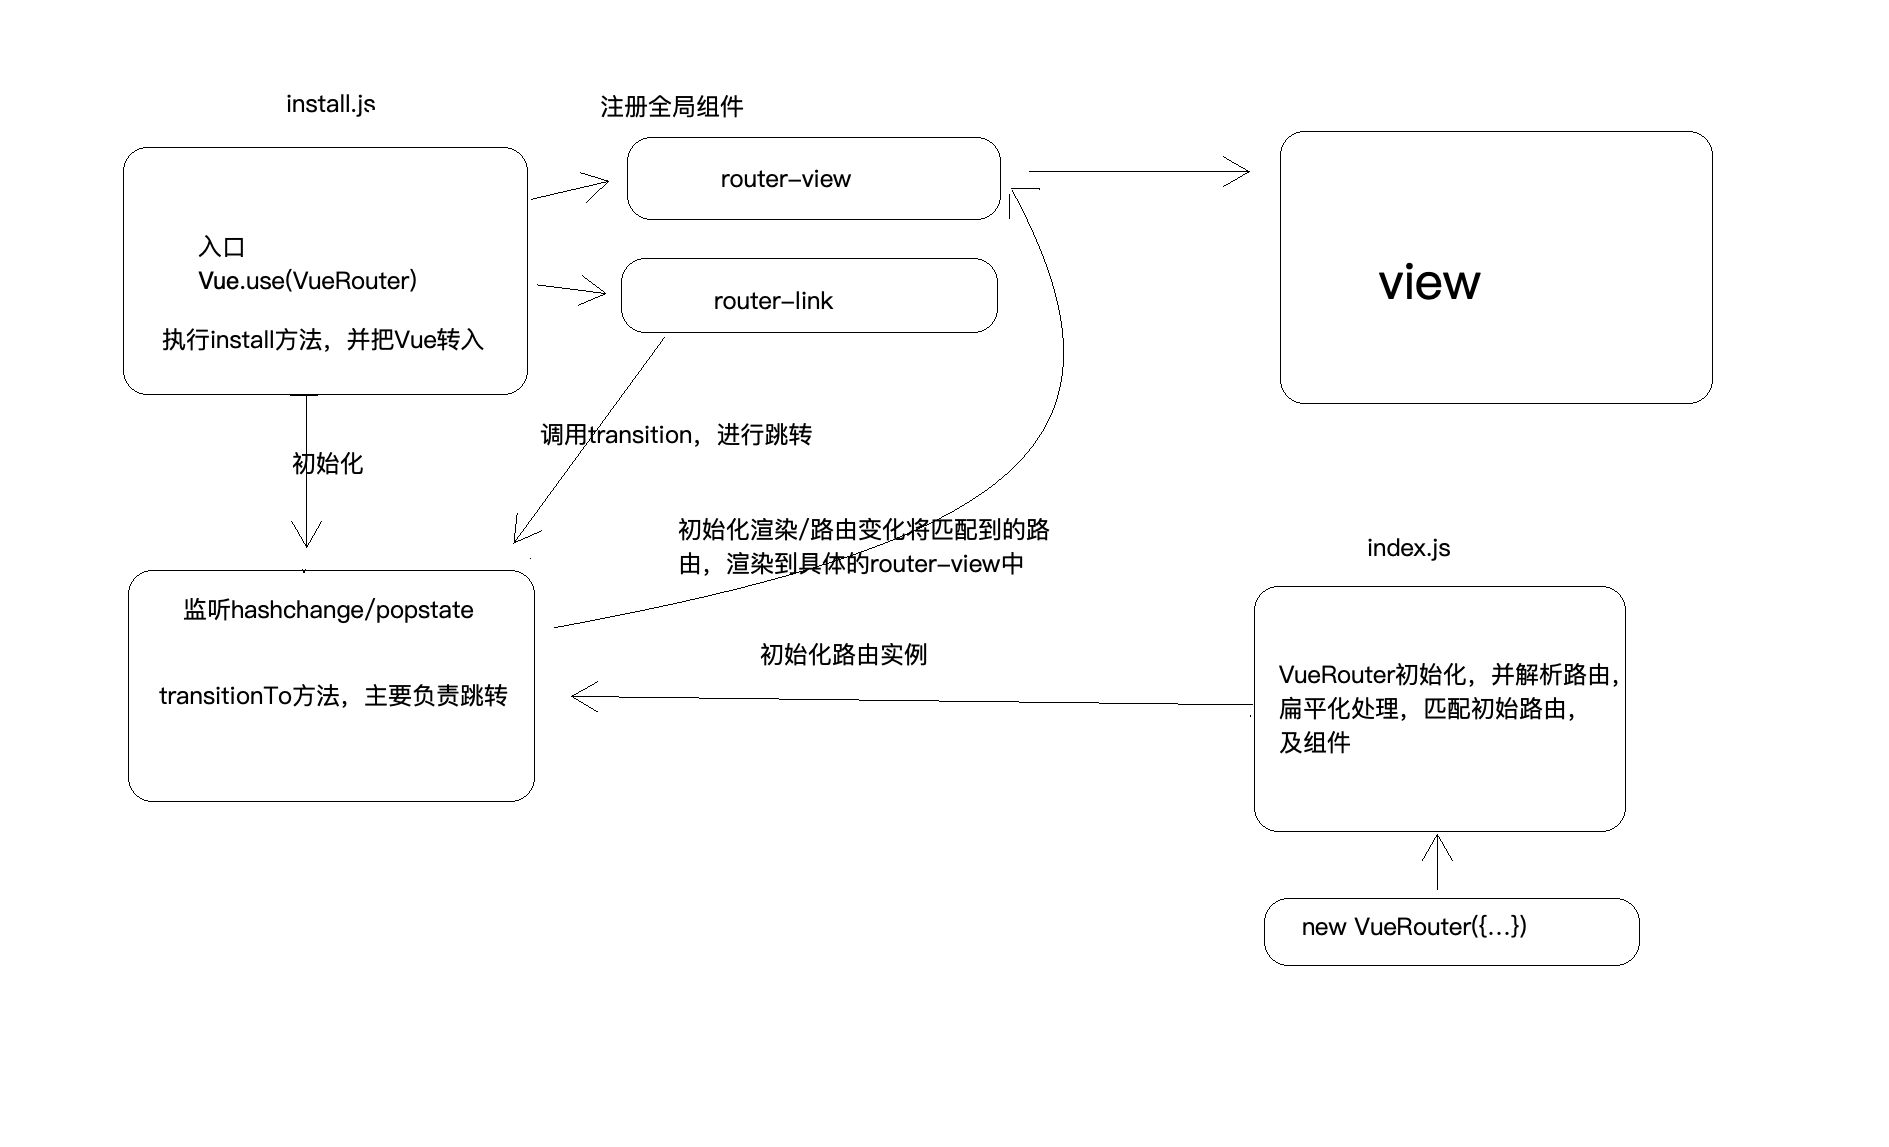 install.js
注册全局组件
router-view
入口
Vue.use(VueRouter)
执行install方法，并把Vue转入
router-link
view
调用transition，进行跳转
初始化
初始化渲染/路由变化将匹配到的路
由，渲染到具体的router-view中
index.js
监听hashchange/popstate
transitionTo方法，主要负责跳转
初始化路由实例
VueRouter初始化，并解析路由，
扁平化处理，匹配初始路由，
及组件
new VueRouter({...})